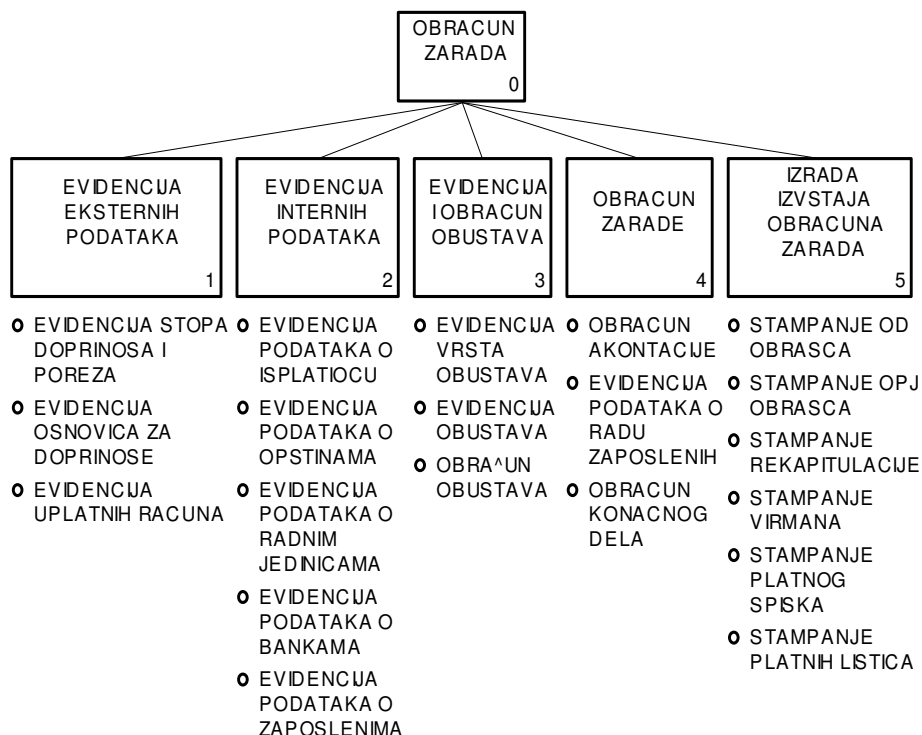 OBRACUN
ZARADA
0
EVIDENCIJA
EKSTERNIH
PODATAKA
1
EVIDENCIJA
INTERNIH
PODATAKA
2
EVIDENCIJA
I OBRACUN
OBUSTAVA
3
OBRACUN
ZARADE
4
IZRADA
IZVSTAJA
OBRACUNA
ZARADA
5
EVIDENCIJA STOPA
DOPRINOSA I
POREZA
EVIDENCIJA
OSNOVICA ZA
DOPRINOSE
EVIDENCIJA
UPLATNIH RACUNA
EVIDENCIJA
PODATAKA O
ISPLATIOCU
EVIDENCIJA
PODATAKA O
OPSTINAMA
EVIDENCIJA
PODATAKA O
RADNIM
JEDINICAMA
EVIDENCIJA
PODATAKA O
BANKAMA
EVIDENCIJA
PODATAKA O
ZAPOSLENIMA
EVIDENCIJA
VRSTA
OBUSTAVA
EVIDENCIJA
OBUSTAVA
OBRA^UN
OBUSTAVA
OBRACUN
AKONTACIJE
EVIDENCIJA
PODATAKA O
RADU
ZAPOSLENIH
OBRACUN
KONACNOG
DELA
STAMPANJE OD
OBRASCA
STAMPANJE OPJ
OBRASCA
STAMPANJE
REKAPITULACIJE
STAMPANJE
VIRMANA
STAMPANJE
PLATNOG
SPISKA
STAMPANJE
PLATNIH LISTICA